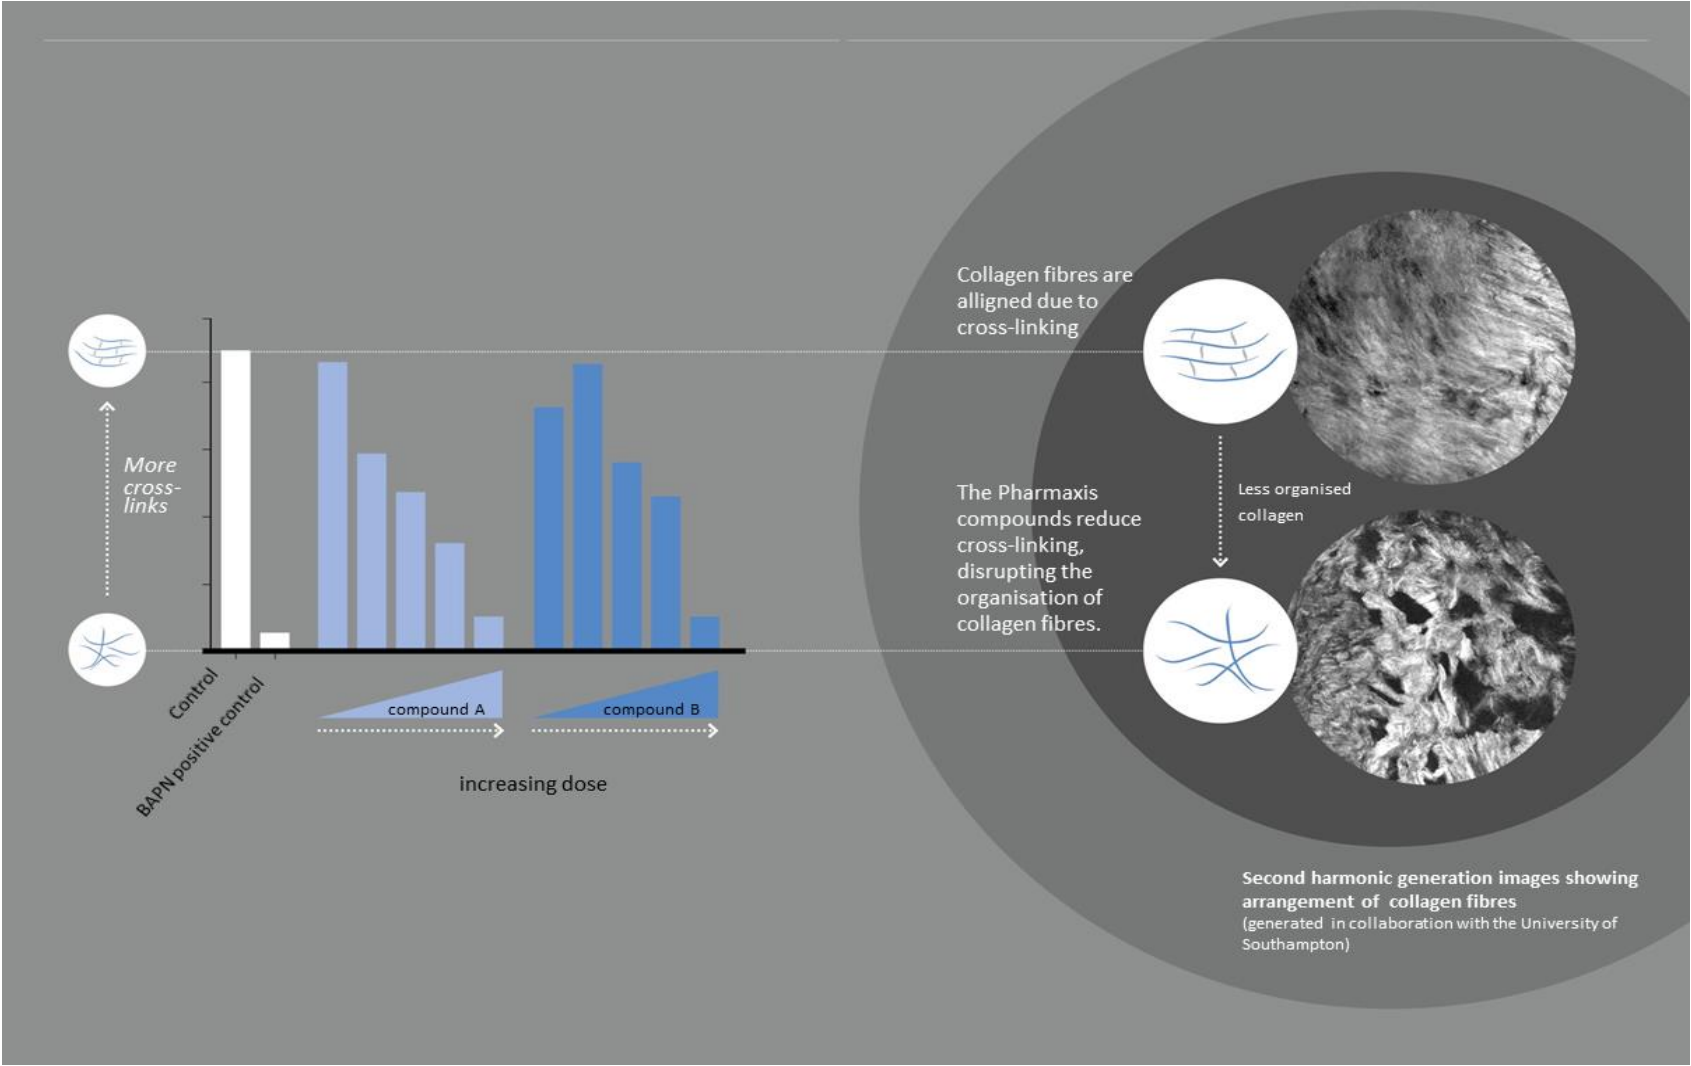 More
cross-
links
Control
BAPN positive control
compound A
compound B
increasing dose
Collagen fibres are
alligned due to
cross-linking
The Pharmaxis
compounds reduce
cross-linking,
disrupting the
organisation of
collagen fibres.
Less organised
collagen
Second harmonic generation images showing
arrangement of collagen fibres
(generated in collaboration with the University of
Southampton)